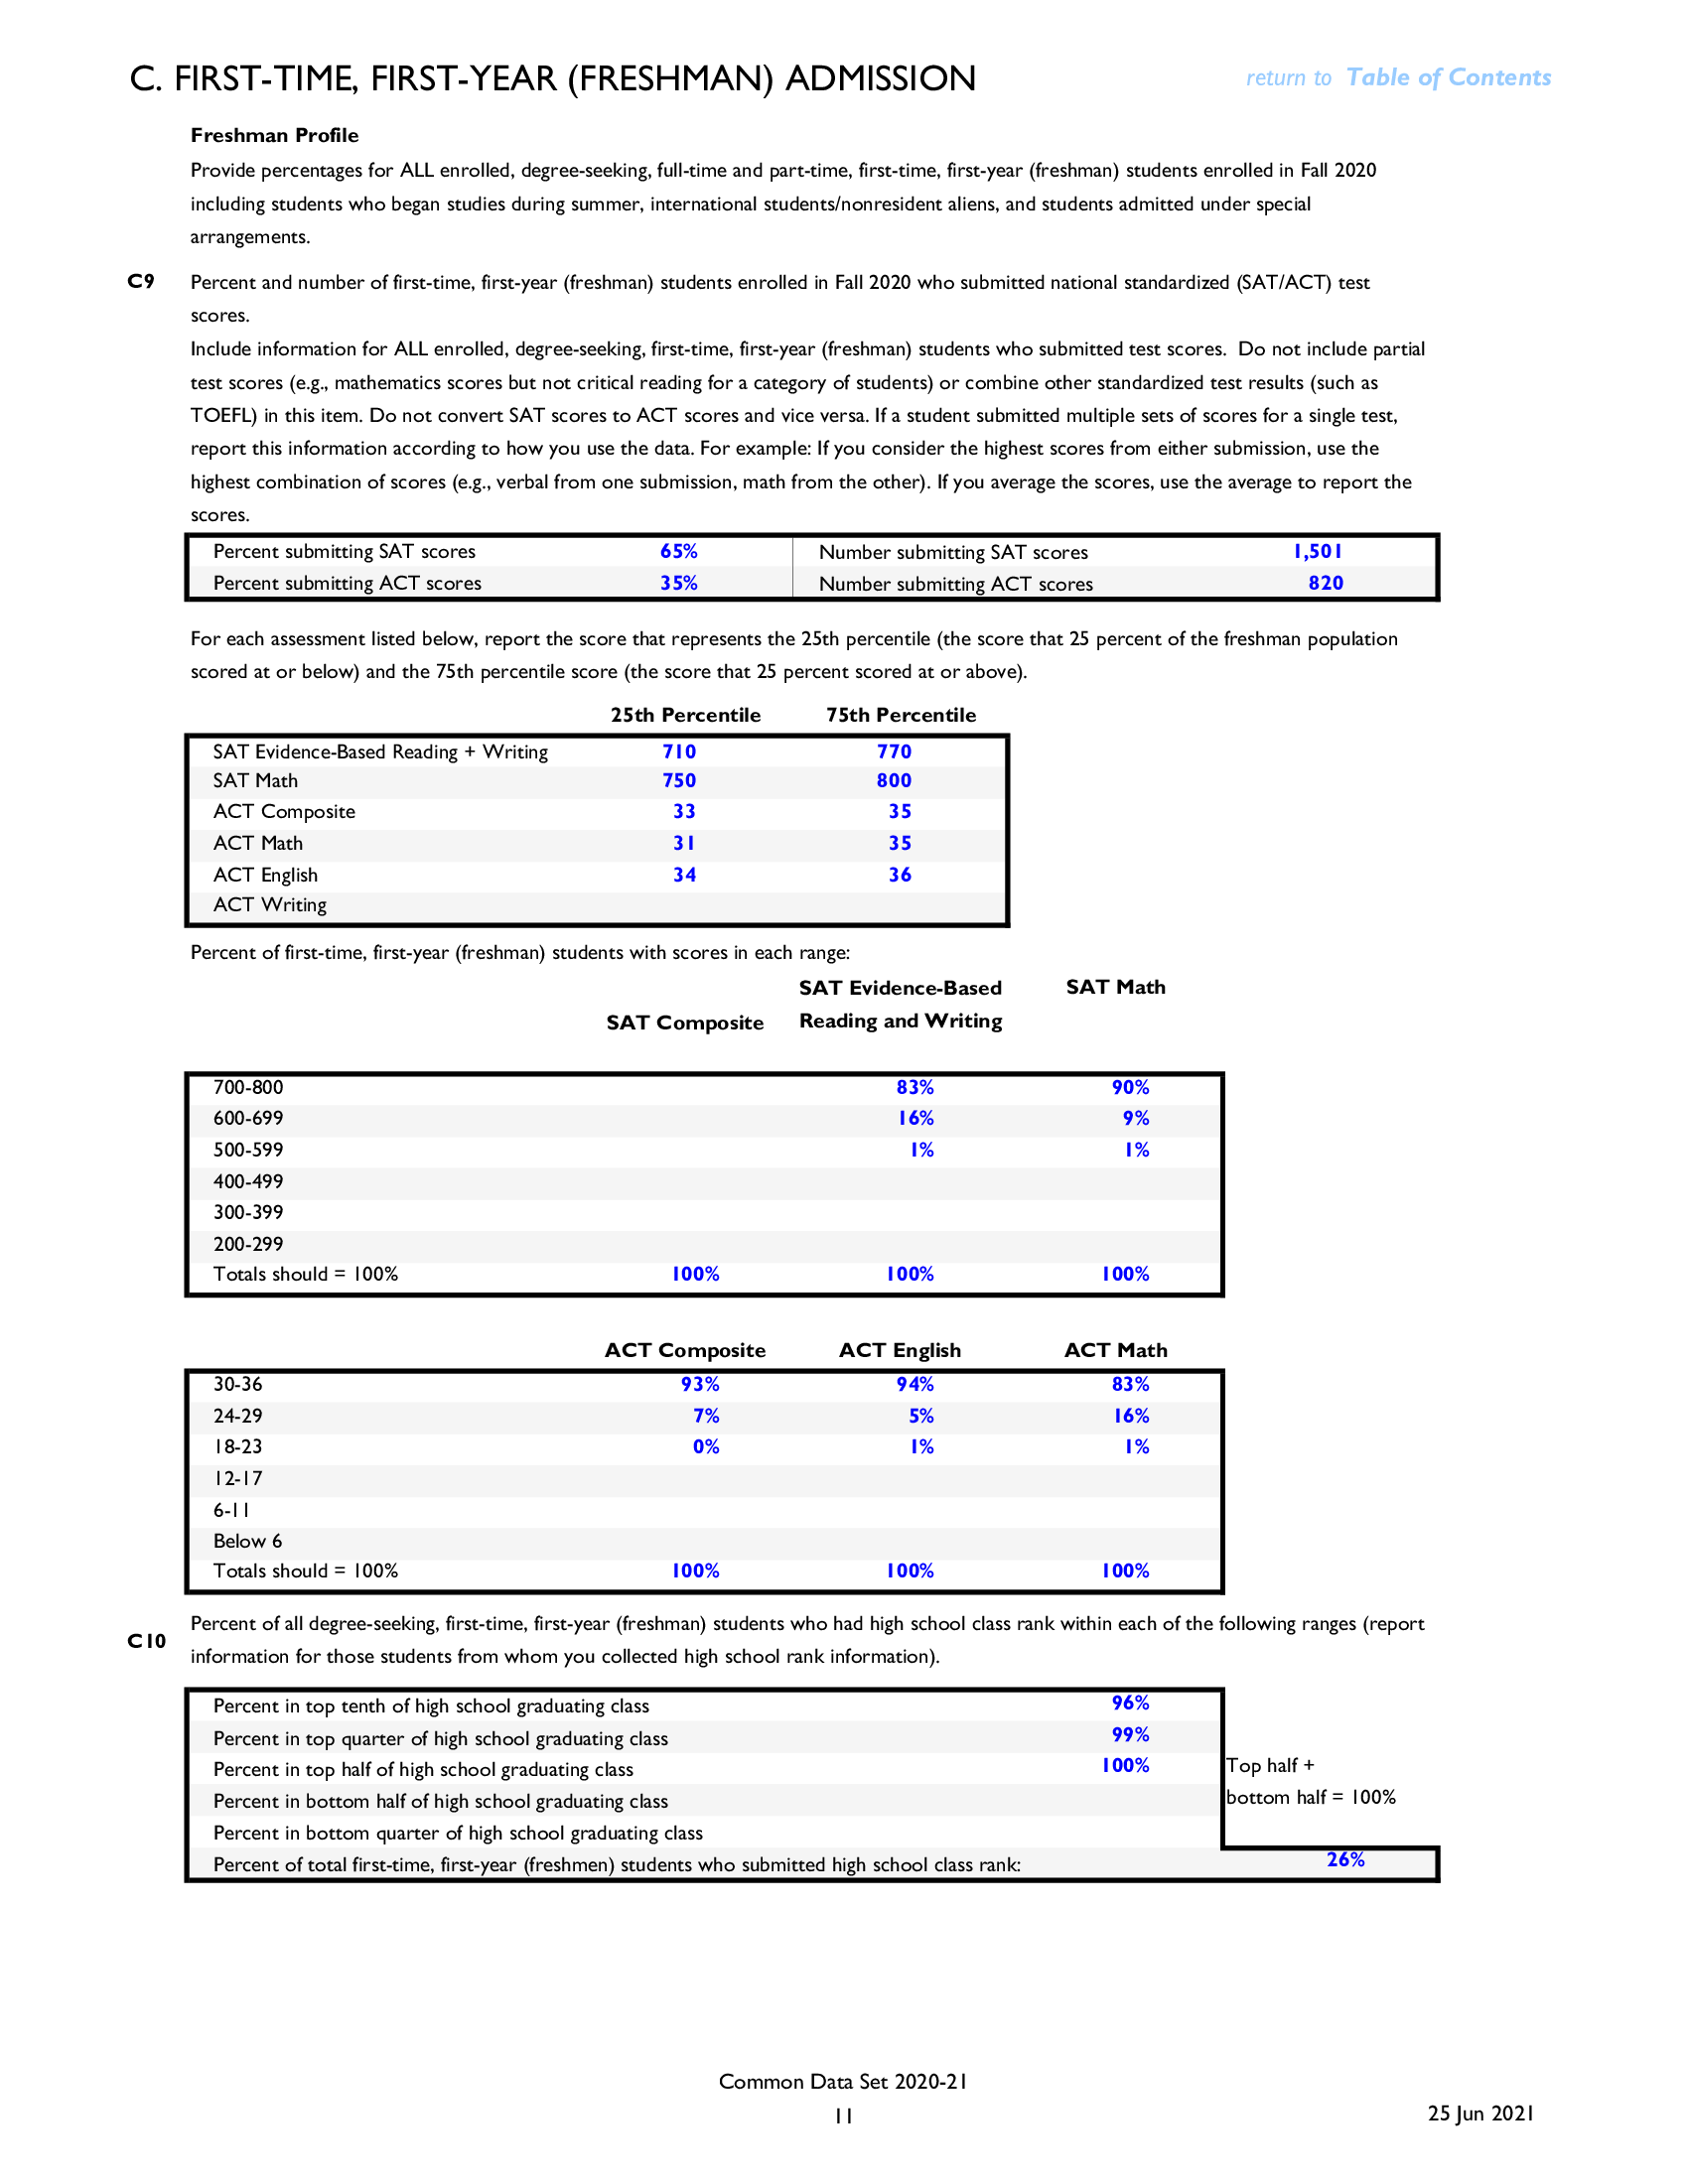 C. FIRST-TIME, FIRST-YEAR (FRESHMAN) ADMISSION return to Table of Contents
Freshman Profile
Provide percentages for ALL enrolled, degree-seeking, full-time and part-time, first-time, first-year (freshman) students enrolled in Fall 2020
including students who began studies during summer, international students/nonresident aliens, and students admitted under special
arrangements.
C9 Percent and number of first-time, first-year (freshman) students enrolled in Fall 2020 who submitted national standardized (SAT/ACT) test
scores.
Include information for ALL enrolled, degree-seeking, first-time, first-year (freshman) students who submitted test scores. Do not include partial
test scores (e.g., mathematics scores but not critical reading for a category of students) or combine other standardized test results (such as
TOEFL) in this item. Do not convert SAT scores to ACT scores and vice versa. If a student submitted multiple sets of scores for a single test,
report this information according to how you use the data. For example: If you consider the highest scores from either submission, use the
highest combination of scores (e.g., verbal from one submission, math from the other). If you average the scores, use the average to report the
scores.
Percent submitting SAT scores 65% Number submitting SAT scores 1,501
Percent submitting ACT scores 35% Number submitting ACT scores 820
For each assessment listed below, report the score that represents the 25th percentile (the score that 25 percent of the freshman population
scored at or below) and the 75th percentile score (the score that 25 percent scored at or above).
25th Percentile 75th Percentile
SAT Evidence-Based Reading + Writing 710 770
SAT Math 750 800
ACT Composite 33 35
ACT Math 31 35
ACT English 34 36
ACT Writing
Percent of first-time, first-year (freshman) students with scores in each range:
SAT Evidence-Based SAT Math
SAT Composite Reading and Writing
700-800 83% 90%
600-699 16% 9%
500-599 1% 1%
400-499
300-399
200-299
Totals should = 100% 100% 100% 100%
ACT Composite ACT English ACT Math
30-36 93% 94% 83%
24-29 7% 5% 16%
18-23 0% 1% 1%
12-17
6-11
Below 6
Totals should = 100% 100% 100% 100%
Percent of all degree-seeking, first-time, first-year (freshman) students who had high school class rank within each of the following ranges (report
C10
information for those students from whom you collected high school rank information).
Percent in top tenth of high school graduating class 96%
Percent in top quarter of high school graduating class 99%
Percent in top half of high school graduating class 100% Top half +
Percent in bottom half of high school graduating class bottom half = 100%
Percent in bottom quarter of high school graduating class
Percent of total first-time, first-year (freshmen) students who submitted high school class rank: 26%
Common Data Set 2020-21
11
25 Jun 2021